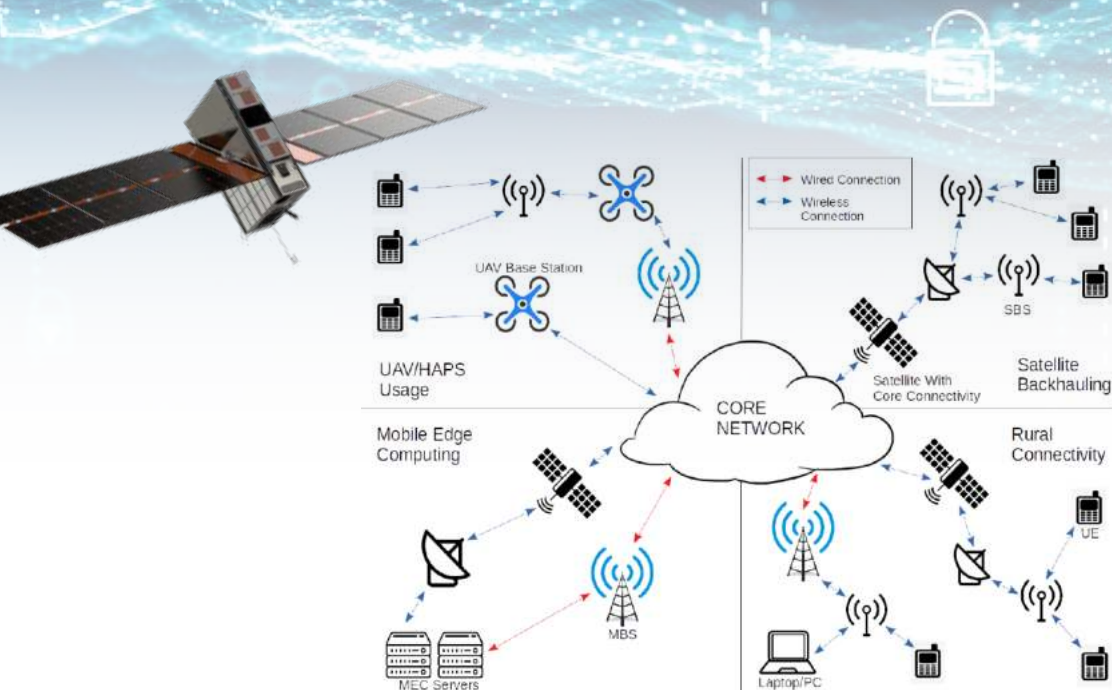 Wired Connection
Wireless
Connection
UAV Base Station
SBS
UAV/HAPS
Usage
Satellite With
Core Connectivity
Satellite
Backhauling
CORE
NETWORK
Mobile Edge
Computing
Rural
Connectivity
UE
MBS
MEC Servers
Laptop/PC